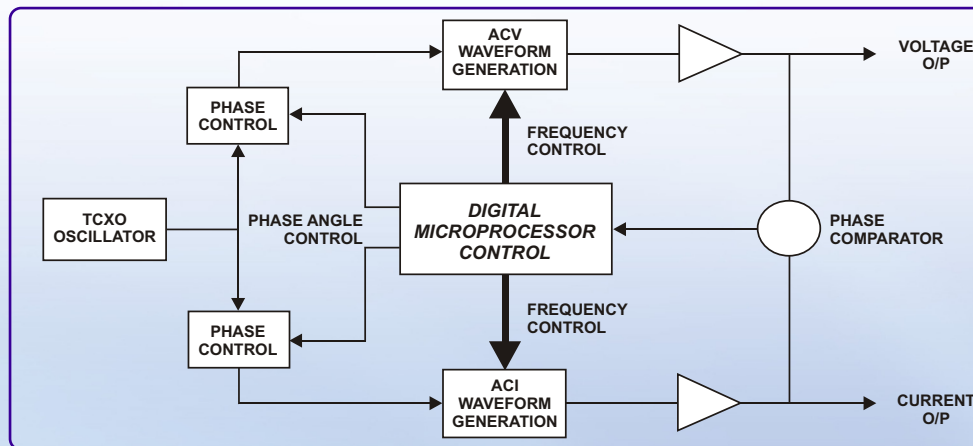 ACV
WAVEFORM
GENERATION
VOLTAGE
O/P
PHASE
CONTROL
FREQUENCY
CONTROL
TCXO
OSCILLATOR
PHASE ANGLE
CONTROL
DIGITAL
MICROPROCESSOR
CONTROL
PHASE
COMPARATOR
FREQUENCY
CONTROL
PHASE
CONTROL
ACI
WAVEFORM
GENERATION
CURRENT
O/P